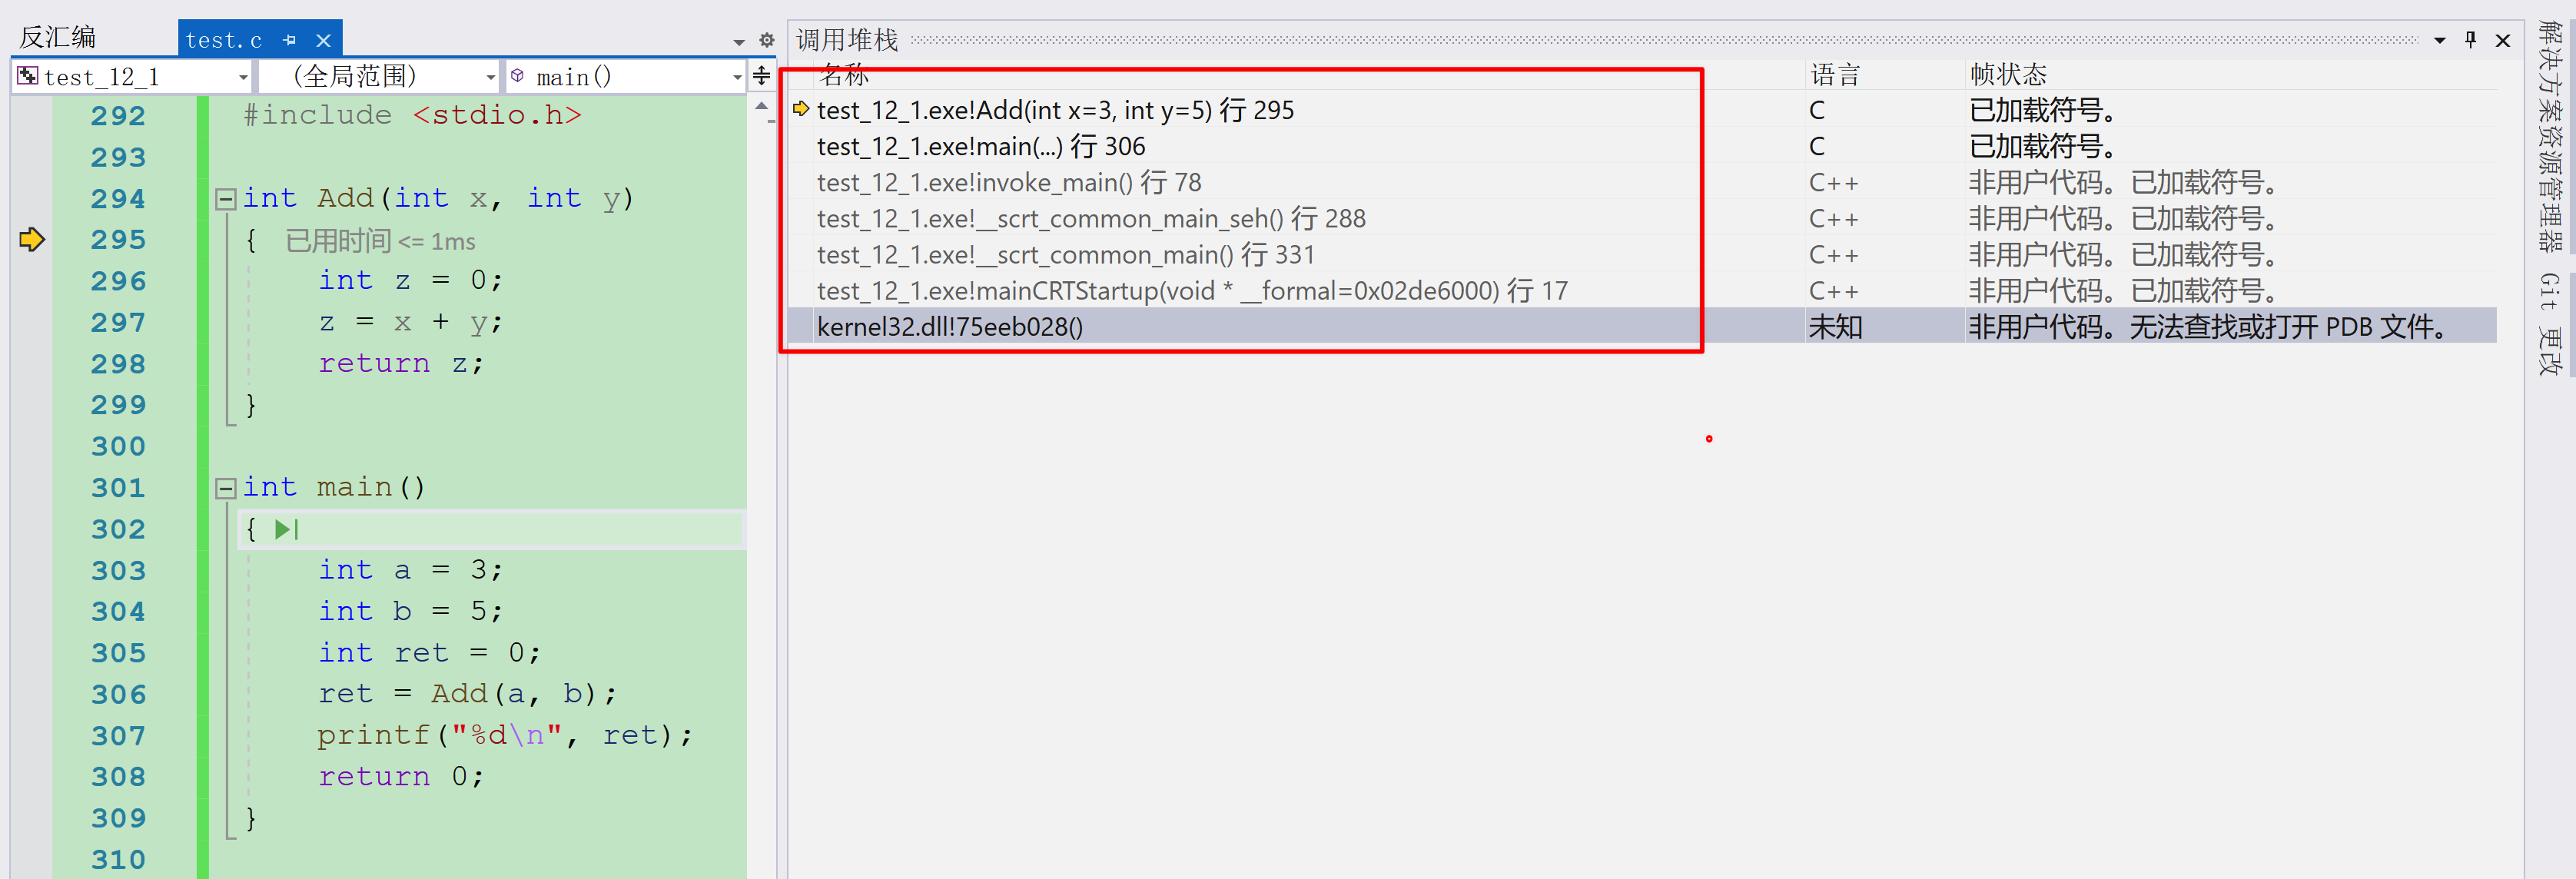 反汇编
test.c
test_12_1
(全局范围)
main()
292 #include <stdio.h>
293
294 int Add(int x, int y)
295 { 已用时间 <= 1ms
296 int z = 0;
297 z = x + y;
298 return z;
299 }
300
301 int main()
302 {
303 int a = 3;
304 int b = 5;
305 int ret = 0;
306 ret = Add(a, b);
307 printf("%d\n", ret);
308 return 0;
309 }
310
调用堆栈
名称 语言 帧状态
test_12_1.exe!Add(int x=3, int y=5) 行 295 C 已加载符号。
test_12_1.exe!main(...) 行 306 C 已加载符号。
test_12_1.exe!invoke_main() 行 78 C++ 非用户代码。已加载符号。
test_12_1.exe!__scrt_common_main_seh() 行 288 C++ 非用户代码。已加载符号。
test_12_1.exe!__scrt_common_main() 行 331 C++ 非用户代码。已加载符号。
test_12_1.exe!mainCRTStartup(void * __formal=0x02de6000) 行 17 C++ 非用户代码。已加载符号。
kernel32.dll!75eeb028() 未知 非用户代码。无法查找或打开 PDB 文件。
解决方案资源管理器
Git 更改